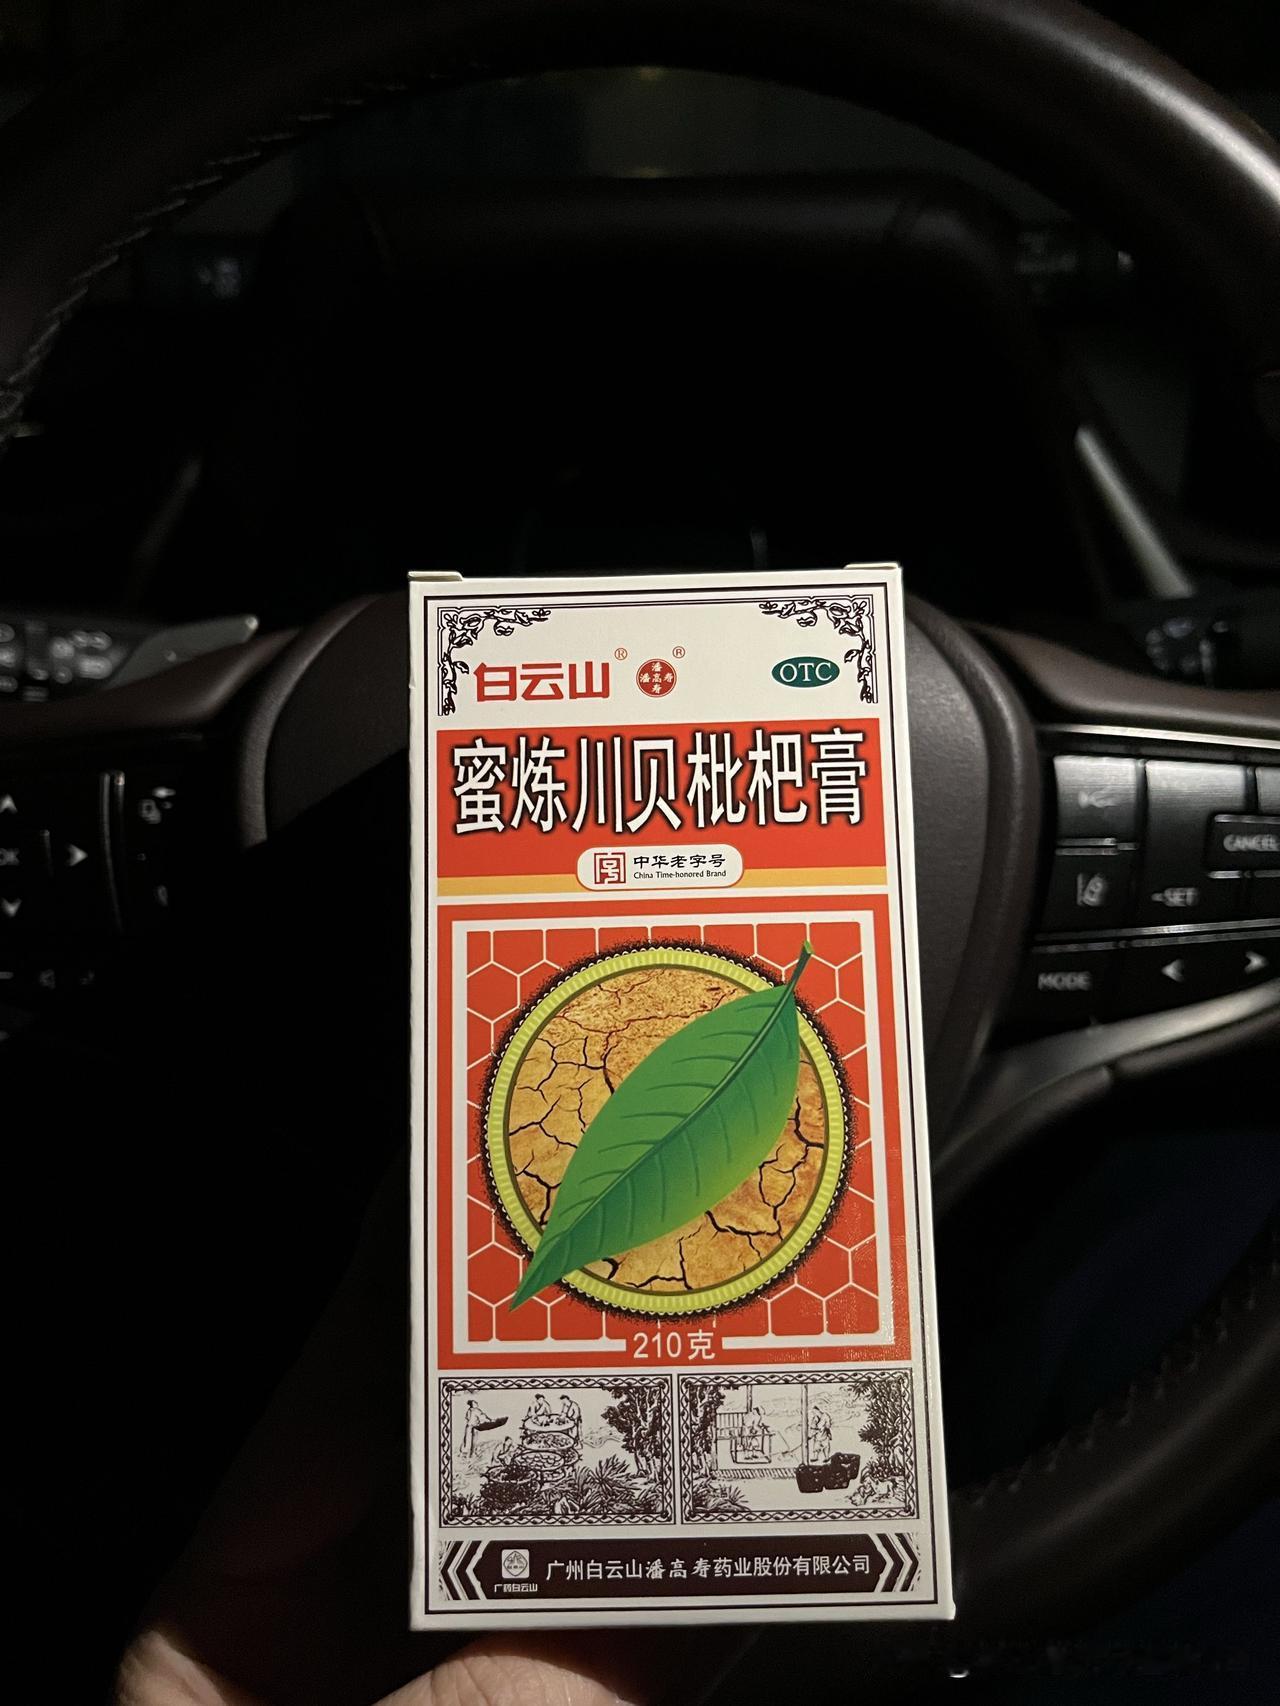 白云山® 潘高寿® OTC
蜜炼川贝枇杷膏
中华老字号
China Time-honored Brand
OK
CANCEL
-SET
MODE
210克
广药白云山
广州白云山潘高寿药业股份有限公司